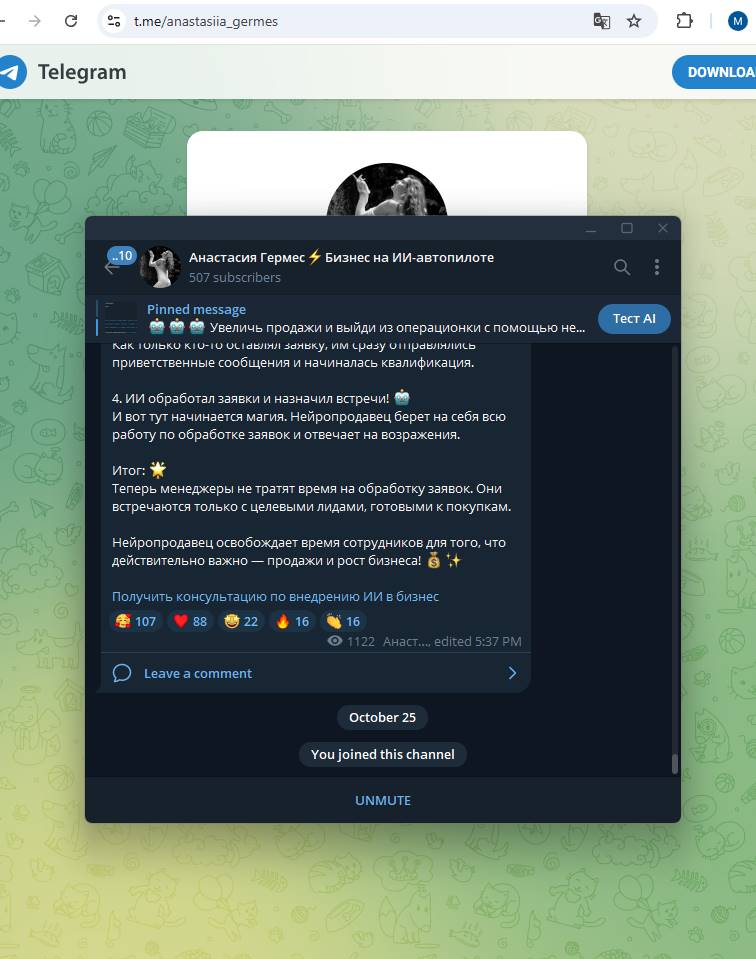 t.me/anastasiia_germes
M
Telegram
DOWNLOA
..10
Анастасия Гермес⚡Бизнес на ИИ-автопилоте
507 subscribers
Pinned message
🤖 🤖 🤖 Увеличь продажи и выйди из операционки с помощью не...
Тест AI
Как только кто-то оставлял заявку, им сразу отправлялись
приветственные сообщения и начиналась квалификация.
4. ИИ обработал заявки и назначил встречи! 🤖
И вот тут начинается магия. Нейропродавец берет на себя всю
работу по обработке заявок и отвечает на возражения.
Итог: 🌟
Теперь менеджеры не тратят время на обработку заявок. Они
встречаются только с целевыми лидами, готовыми к покупкам.
Нейропродавец освобождает время сотрудников для того, что
действительно важно — продажи и рост бизнеса! 💰 ✨
Получить консультацию по внедрению ИИ в бизнес
🥰 107 ❤️ 88 🤩 22 🔥 16 👏 16
1122 Анаст..., edited 5:37 PM
Leave a comment
October 25
You joined this channel
UNMUTE